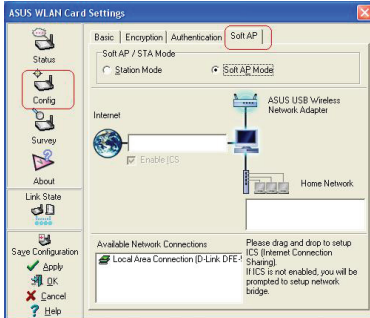 ASUS WLAN Card Settings
Status
Config
Survey
About
Link State
Save Configuration
Apply
OK
Cancel
Help
Basic
Encryption
Authentication
Soft AP
Soft AP / STA Mode
Station Mode
Soft AP Mode
Internet
Enable ICS
ASUS USB Wireless
Network Adapter
Home Network
Available Network Connections
Local Area Connection (D-Link DFE-
Please drag and drop to setup
ICS (Internet Connection
Sharing).
If ICS is not enabled, you will be
prompted to setup network
bridge.